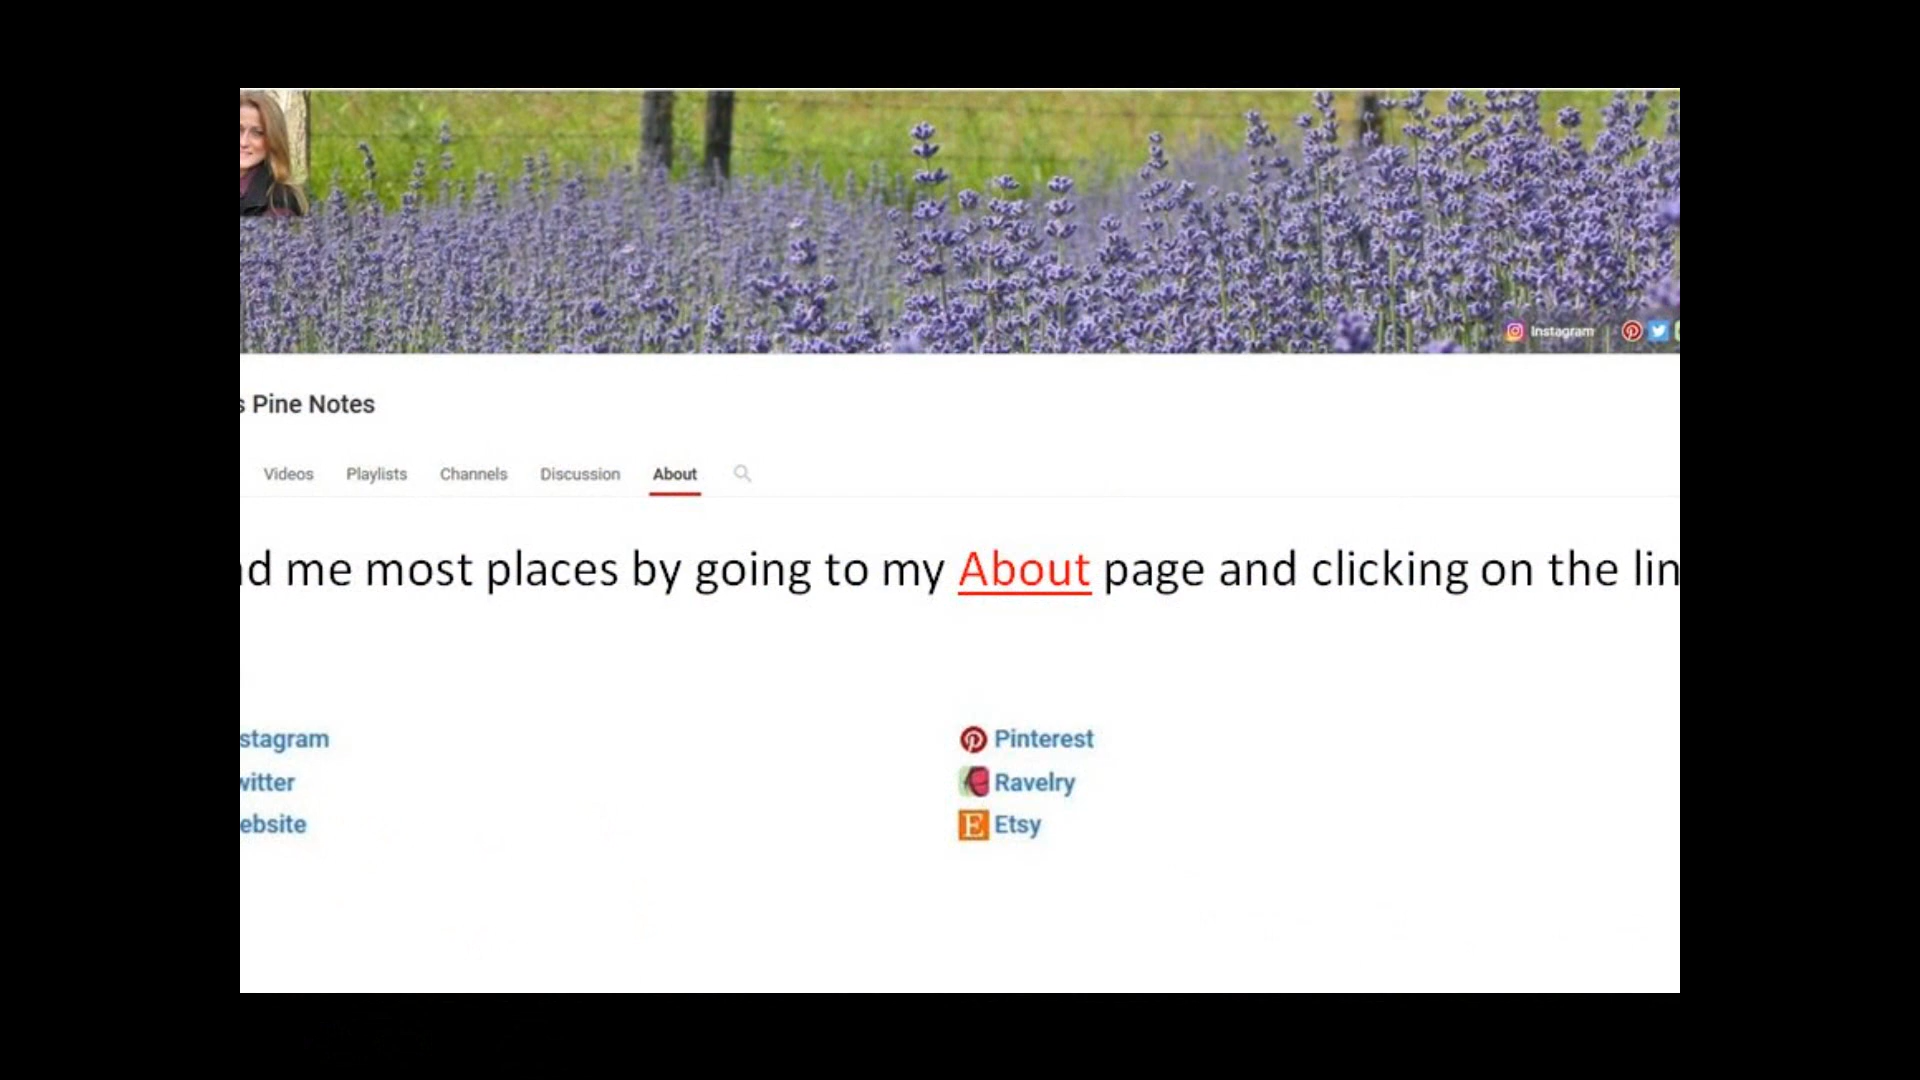 Instagram
s Pine Notes
Videos Playlists Channels Discussion About
d me most places by going to my About page and clicking on the lin
stagram Pinterest
witter Ravelry
ebsite E Etsy